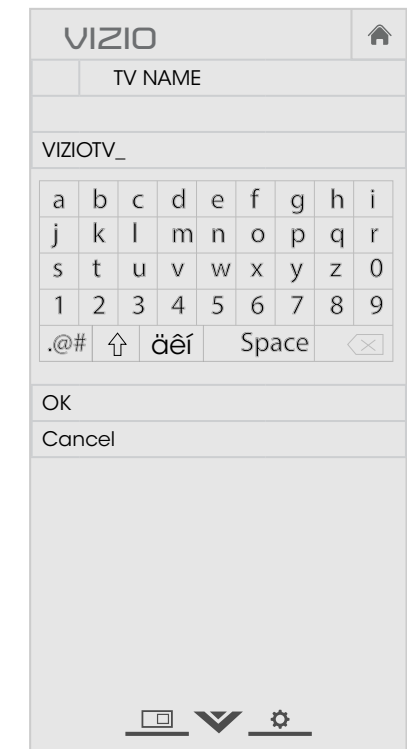 VIZIO
TV NAME
VIZIOTV_
a b c d e f g h i
j k l m n o p q r
s t u v w x y z 0
1 2 3 4 5 6 7 8 9
.@# äêí Space
OK
Cancel